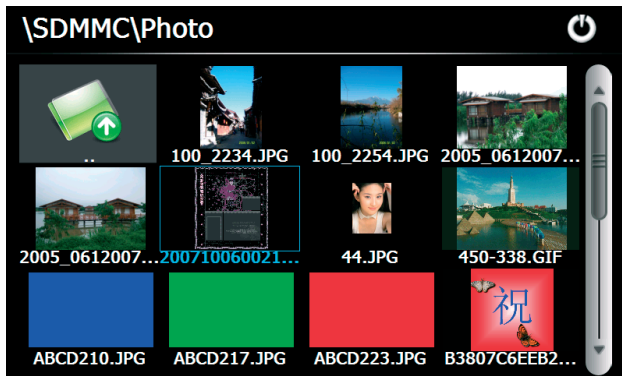 \SDMMC\Photo
..
100_2234.JPG
100_2254.JPG
2005_0612007...
2005_0612007...
200710060021...
44.JPG
450-338.GIF
祝
ABCD210.JPG
ABCD217.JPG
ABCD223.JPG
B3807C6EEB2...